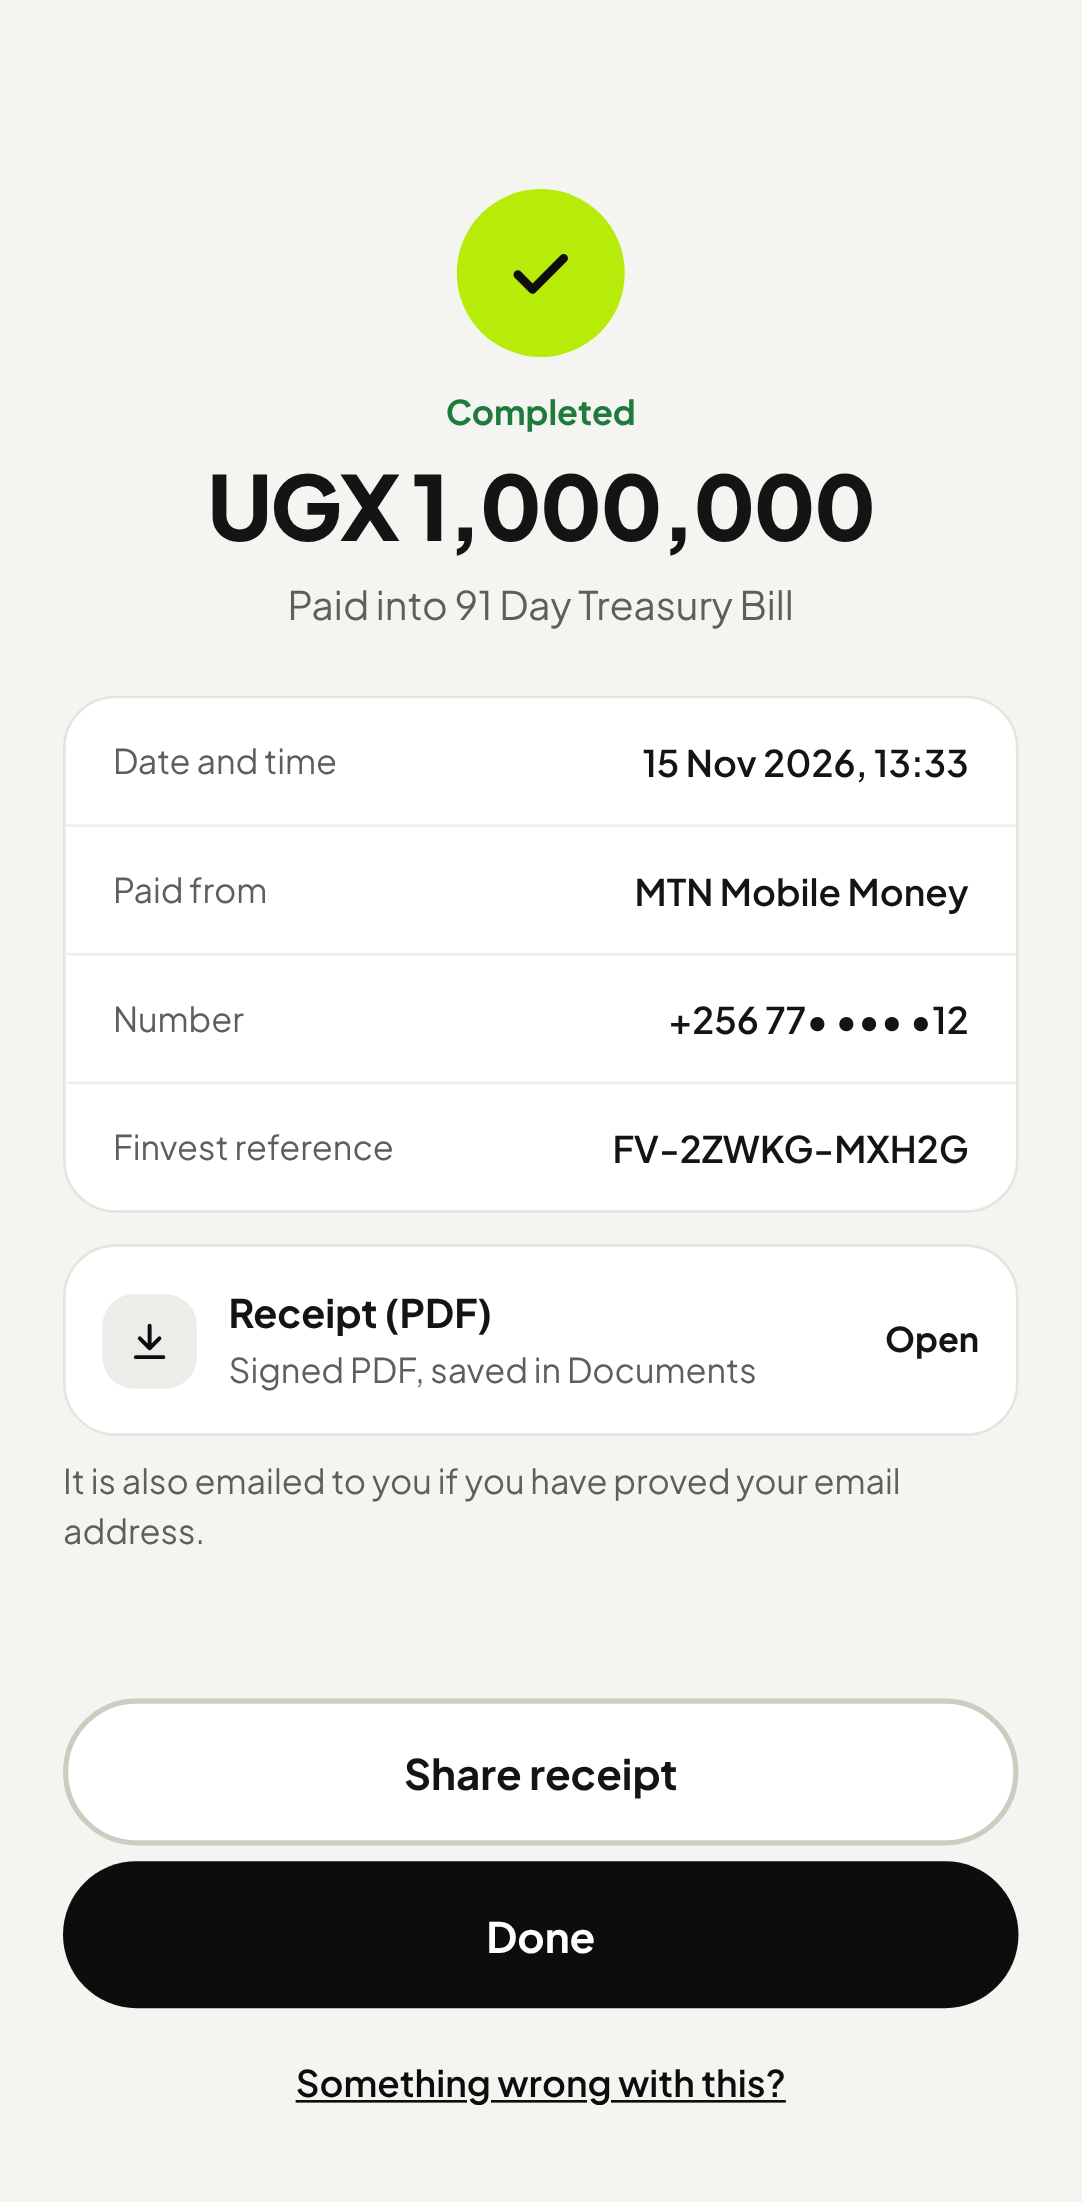 Completed
UGX 1,000,000
Paid into 91 Day Treasury Bill
Date and time 15 Nov 2026, 13:33
Paid from MTN Mobile Money
Number +256 77• ••• •12
Finvest reference FV-2ZWKG-MXH2G
Receipt (PDF)
Signed PDF, saved in Documents
Open
It is also emailed to you if you have proved your email
address.
Share receipt
Done
Something wrong with this?